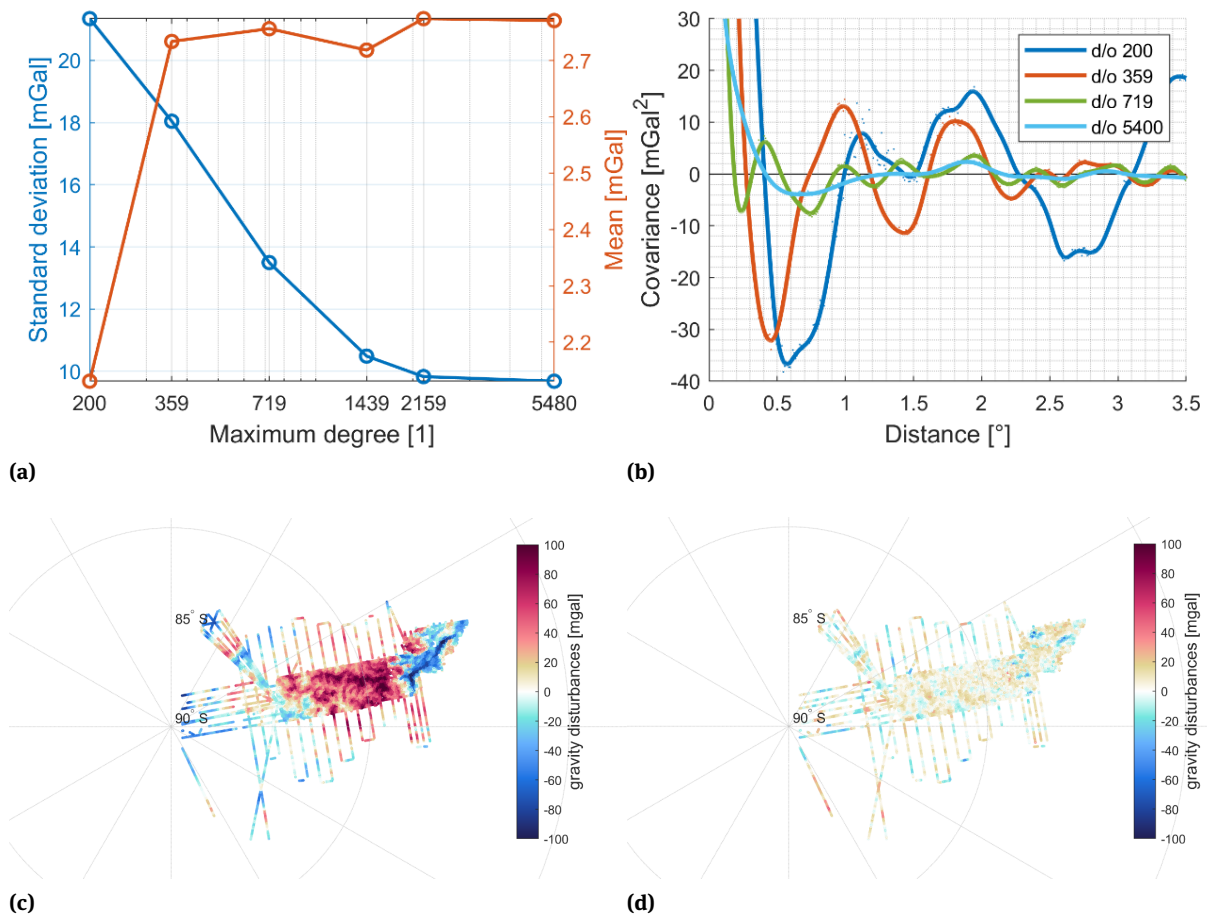 20
18
16
14
12
10
Standard deviation [mGal]
2.7
2.6
2.5
2.4
2.3
2.2
Mean [mGal]
200 359 719 1439 2159 5480
Maximum degree [1]
(a)
30
20
10
0
-10
-20
-30
-40
Covariance [mGal²]
d/o 200
d/o 359
d/o 719
d/o 5400
0 0.5 1 1.5 2 2.5 3 3.5
Distance [°]
(b)
85° S
90° S
100
80
60
40
20
0
-20
-40
-60
-80
-100
gravity disturbances [mgal]
(c)
85° S
90° S
100
80
60
40
20
0
-20
-40
-60
-80
-100
gravity disturbances [mgal]
(d)